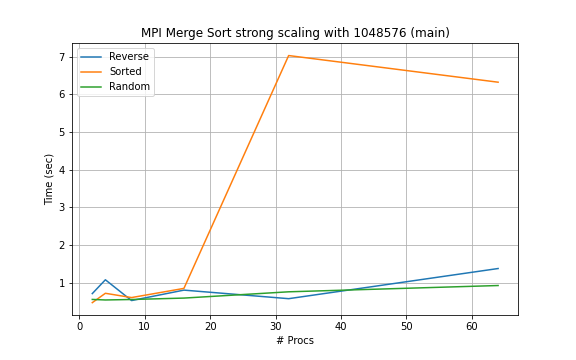 MPI Merge Sort strong scaling with 1048576 (main)
Reverse
Sorted
Random
7
6
5
4
3
2
1
Time (sec)
0 10 20 30 40 50 60
# Procs